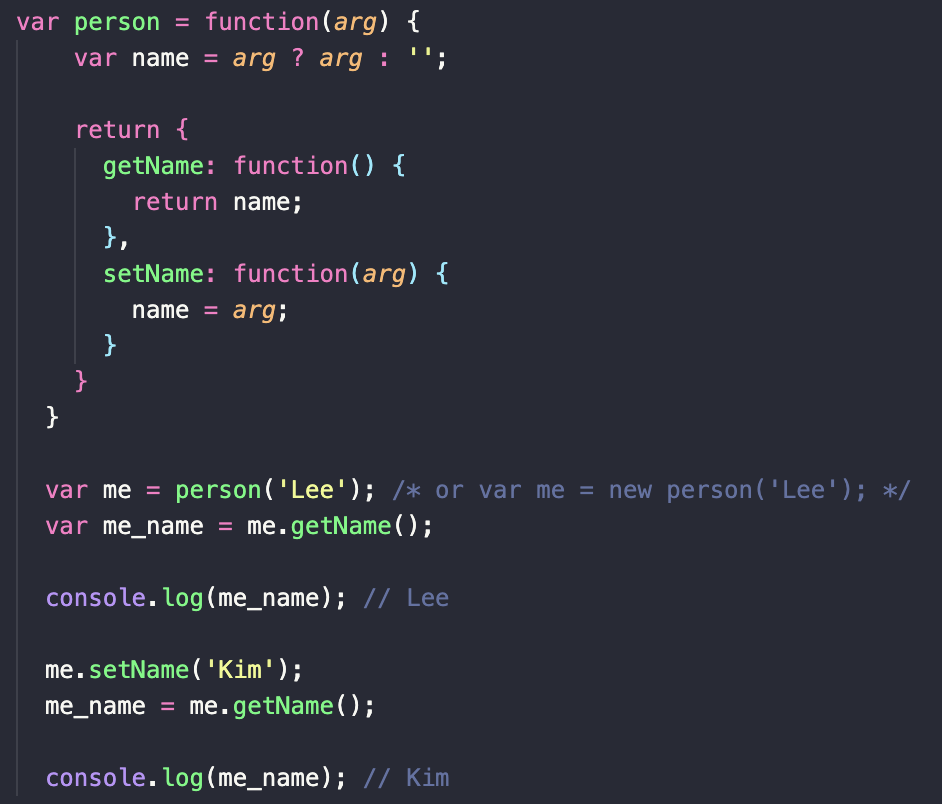 var person = function(arg) {
    var name = arg ? arg : '';
    return {
      getName: function() {
        return name;
      },
      setName: function(arg) {
        name = arg;
      }
    }
  }
  var me = person('Lee'); /* or var me = new person('Lee'); */
  var me_name = me.getName();
  console.log(me_name); // Lee
  me.setName('Kim');
  me_name = me.getName();
  console.log(me_name); // Kim